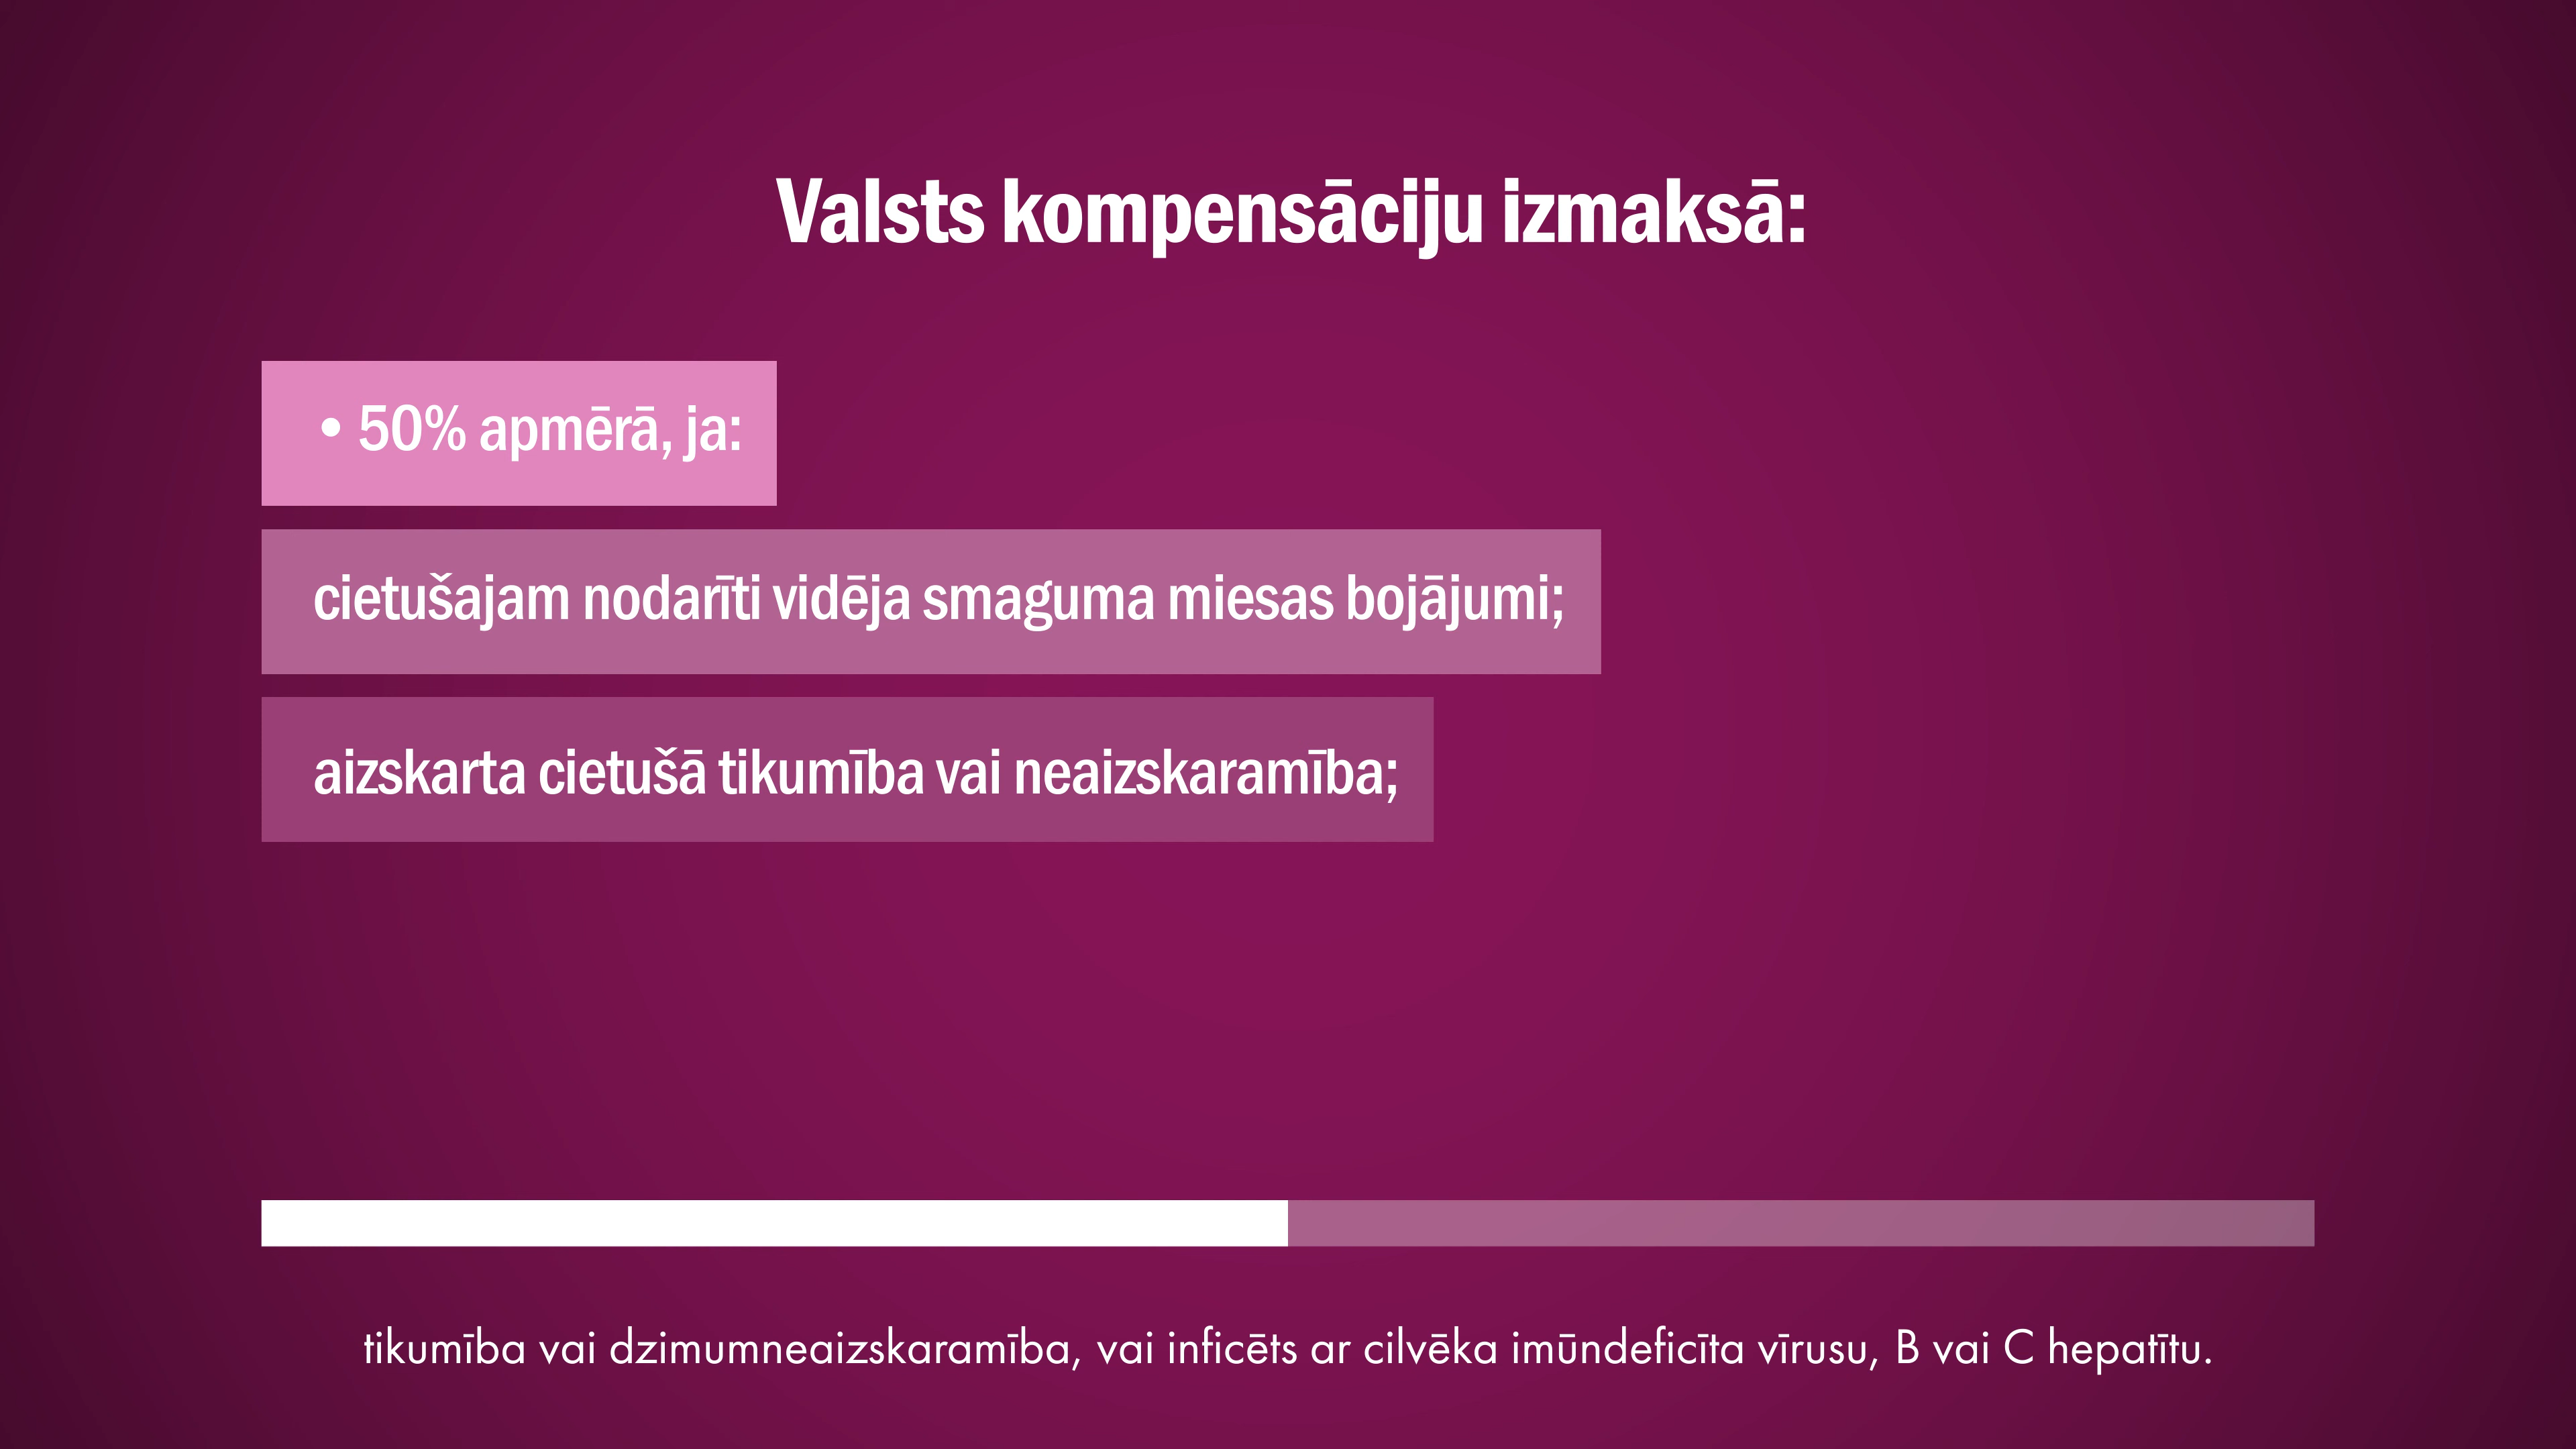 Valsts kompensāciju izmaksā:
• 50% apmērā, ja:
cietušajam nodarīti vidēja smaguma miesas bojājumi;
aizskarta cietušā tikumība vai neaizskaramība;
tikumība vai dzimumneaizskaramība, vai inficēts ar cilvēka imūndeficīta vīrusu, B vai C hepatītu.